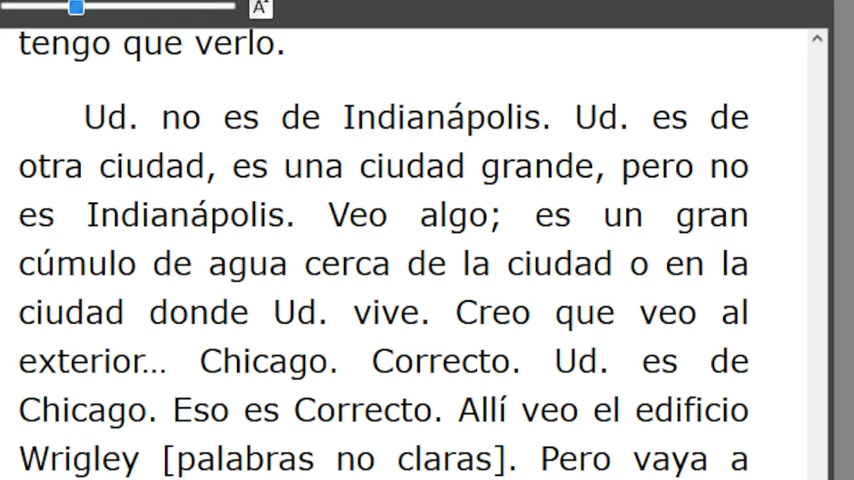 A
tengo que verlo.
Ud. no es de Indianápolis. Ud. es de
otra ciudad, es una ciudad grande, pero no
es Indianápolis. Veo algo; es un gran
cúmulo de agua cerca de la ciudad o en la
ciudad donde Ud. vive. Creo que veo al
exterior... Chicago. Correcto. Ud. es de
Chicago. Eso es Correcto. Allí veo el edificio
Wrigley [palabras no claras]. Pero vaya a